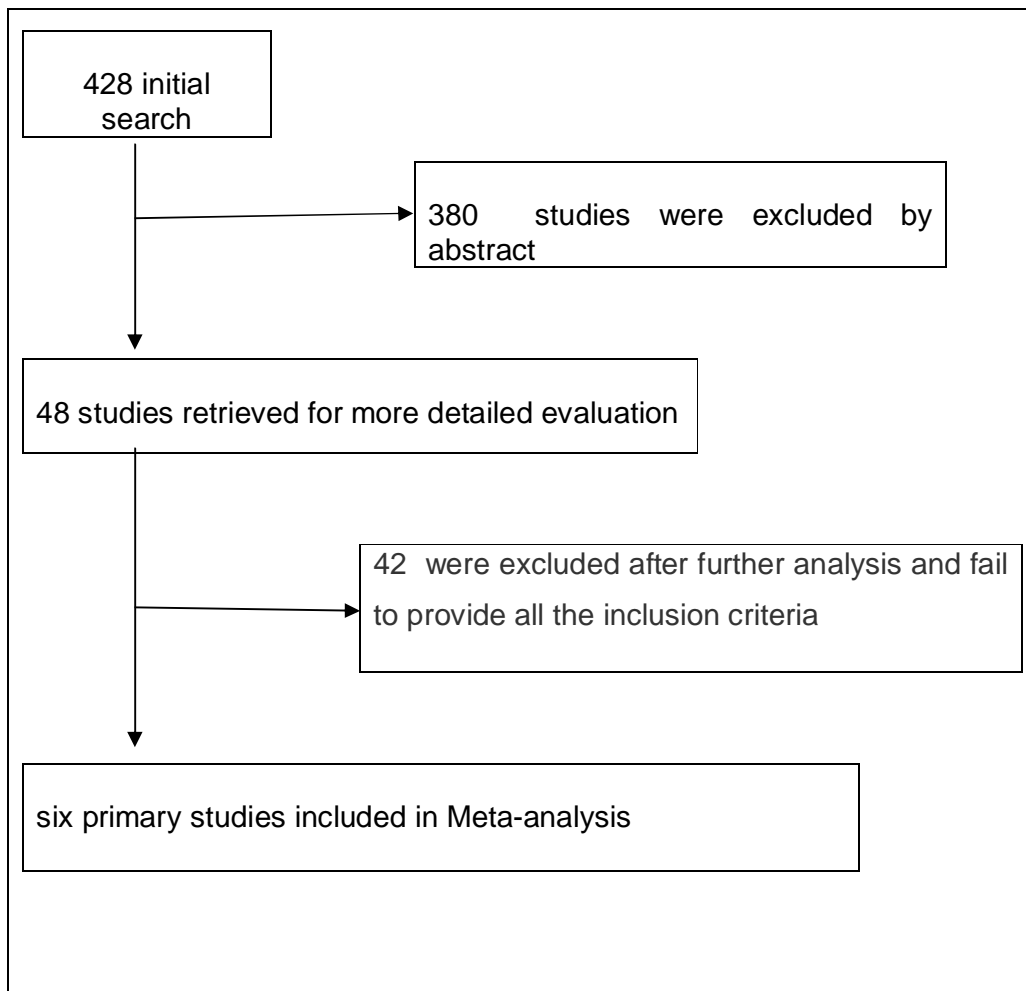 428 initial
search
380 studies were excluded by
abstract
48 studies retrieved for more detailed evaluation
42 were excluded after further analysis and fail
to provide all the inclusion criteria
six primary studies included in Meta-analysis